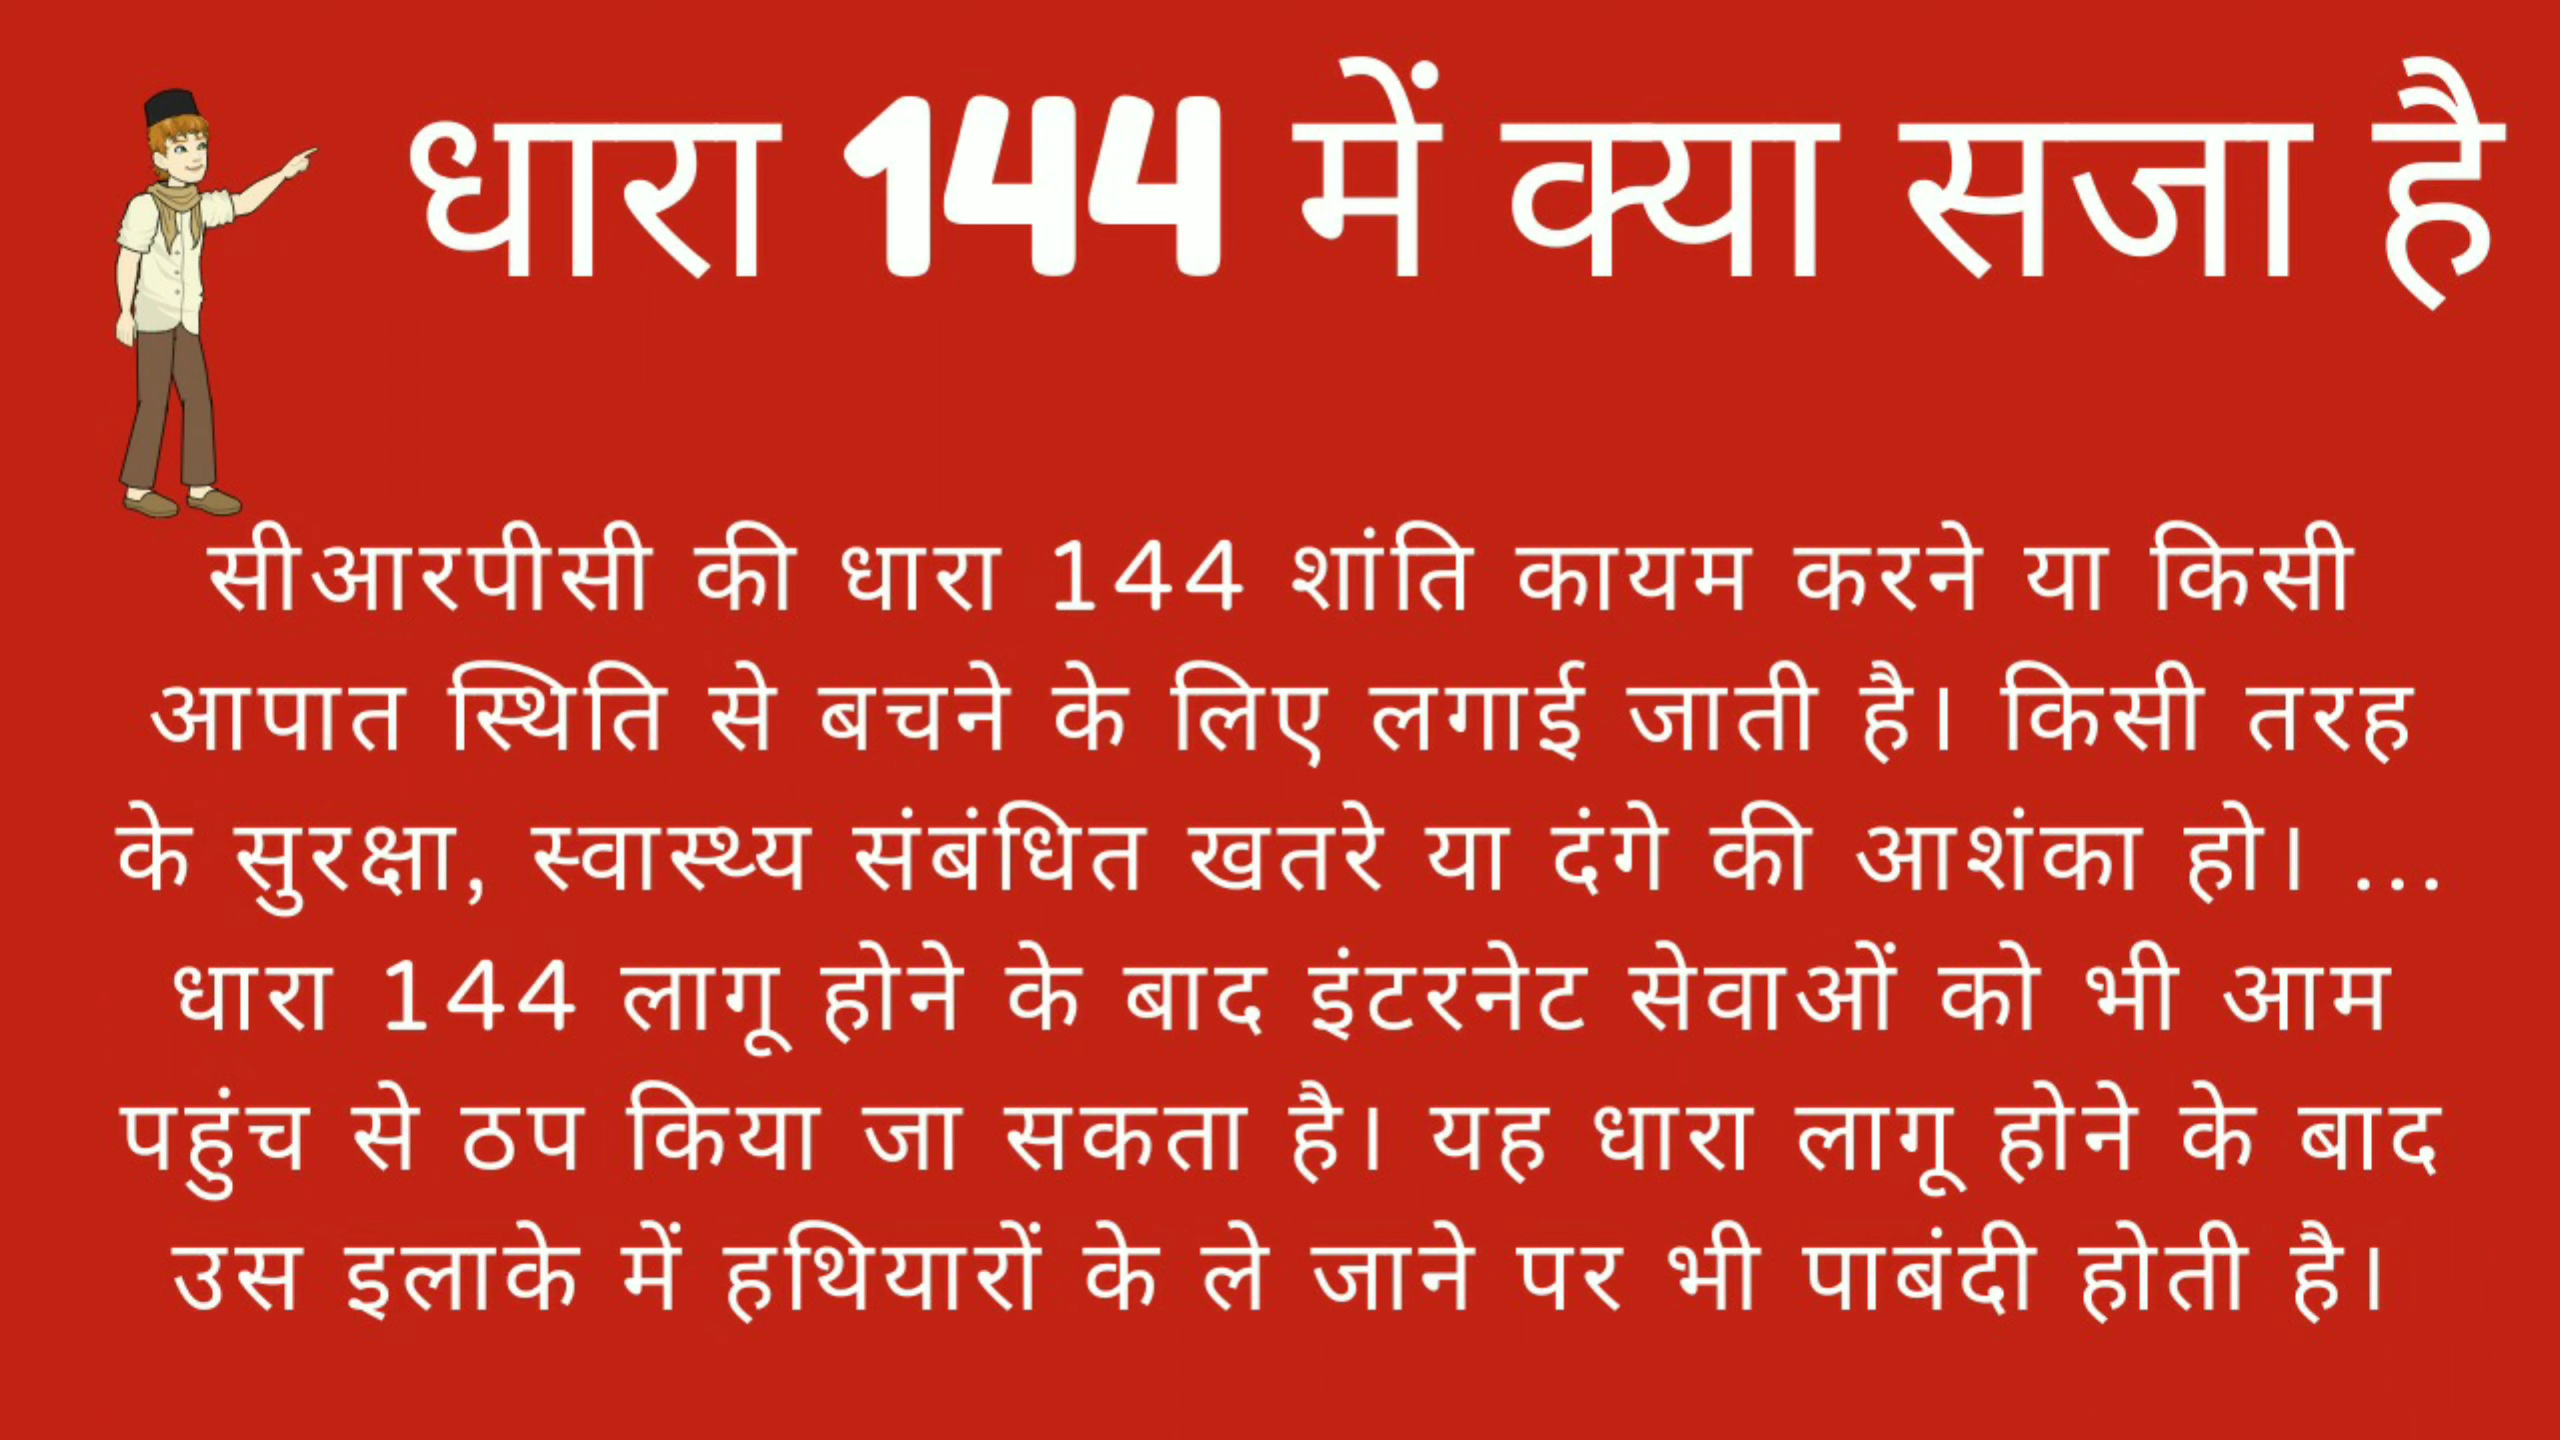 धारा 144 में क्या सजा है
सीआरपीसी की धारा 144 शांति कायम करने या किसी
आपात स्थिति से बचने के लिए लगाई जाती है। किसी तरह
के सुरक्षा, स्वास्थ्य संबंधित खतरे या दंगे की आशंका हो। ...
धारा 144 लागू होने के बाद इंटरनेट सेवाओं को भी आम
पहुंच से ठप किया जा सकता है। यह धारा लागू होने के बाद
उस इलाके में हथियारों के ले जाने पर भी पाबंदी होती है।